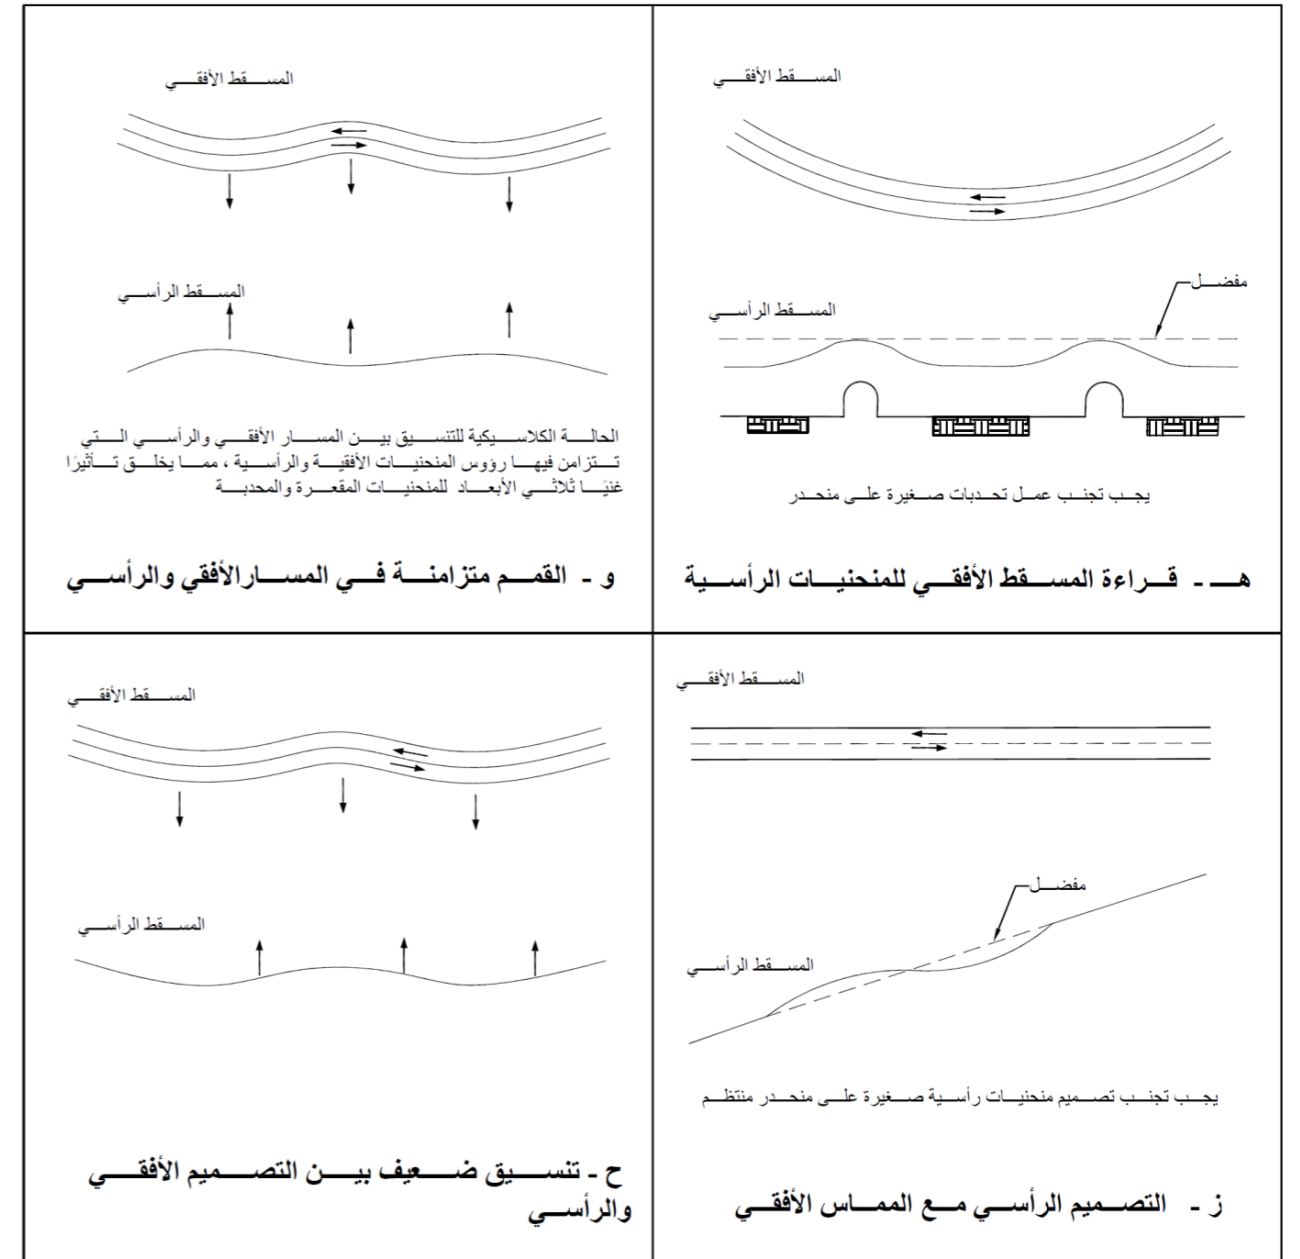 المسقط الأفقي
المسقط الرأسي
مفضل
يجب تجنب عمل تحدبات صغيرة على منحدر
هـ - قراءة المسقط الأفقي للمنحنيات الرأسية
المسقط الأفقي
المسقط الرأسي
الحالة الكلاسيكية للتنسيق بين المسار الأفقي والرأسي التي
تتزامن فيها رؤوس المنحنيات الأفقية والرأسية ، مما يخلق تأثيرًا
غنيًا ثلاثي الأبعاد للمنحنيات المقعرة والمحدبة
و - القمم متزامنة في المسارالأفقي والرأسي
المسقط الأفقي
مفضل
المسقط الرأسي
يجب تجنب تصميم منحنيات رأسية صغيرة على منحدر منتظم
ز - التصميم الرأسي مع المماس الأفقي
المسقط الأفقي
المسقط الرأسي
ح - تنسيق ضعيف بين التصميم الأفقي
والرأسي